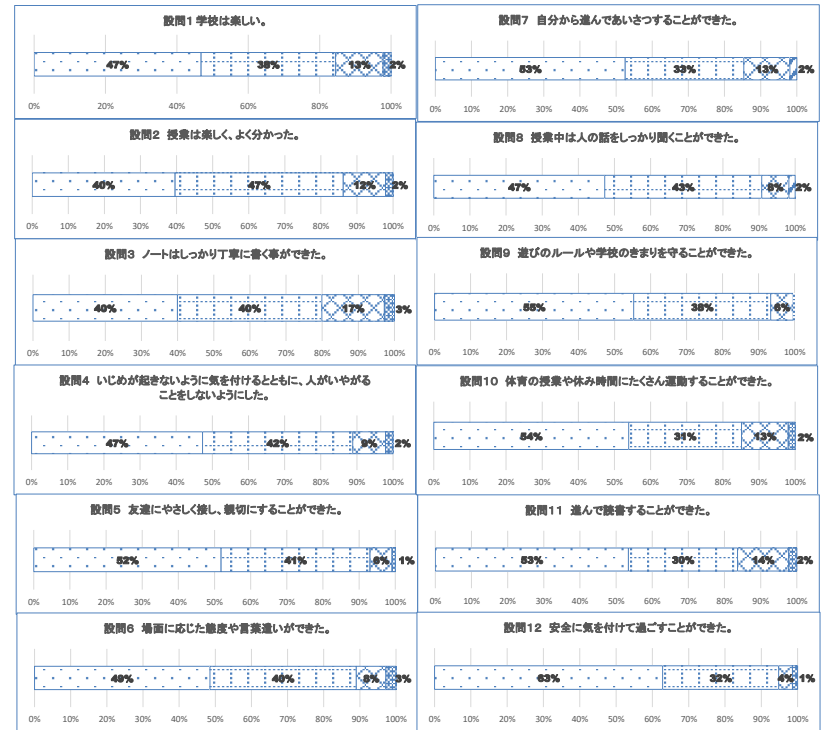 設問1 学校は楽しい。
47% 38% 13% 2%
0% 20% 40% 60% 80% 100%
設問2 授業は楽しく、よく分かった。
40% 47% 12% 2%
0% 10% 20% 30% 40% 50% 60% 70% 80% 90% 100%
設問3 ノートはしっかり丁寧に書く事ができた。
40% 40% 17% 3%
0% 10% 20% 30% 40% 50% 60% 70% 80% 90% 100%
設問4 いじめが起きないように気を付けるとともに、人がいやがる
ことをしないようにした。
47% 42% 9% 2%
0% 10% 20% 30% 40% 50% 60% 70% 80% 90% 100%
設問5 友達にやさしく接し、親切にすることができた。
52% 41% 6% 1%
0% 10% 20% 30% 40% 50% 60% 70% 80% 90% 100%
設問6 場面に応じた態度や言葉遣いができた。
49% 40% 8% 3%
0% 10% 20% 30% 40% 50% 60% 70% 80% 90% 100%
設問7 自分から進んであいさつすることができた。
53% 33% 13% 2%
0% 10% 20% 30% 40% 50% 60% 70% 80% 90% 100%
設問8 授業中は人の話をしっかり聞くことができた。
47% 43% 8% 2%
0% 10% 20% 30% 40% 50% 60% 70% 80% 90% 100%
設問9 遊びのルールや学校のきまりを守ることができた。
55% 38% 6%
0% 10% 20% 30% 40% 50% 60% 70% 80% 90% 100%
設問10 体育の授業や休み時間にたくさん運動することができた。
54% 31% 13% 2%
0% 10% 20% 30% 40% 50% 60% 70% 80% 90% 100%
設問11 進んで読書することができた。
53% 30% 14% 2%
0% 10% 20% 30% 40% 50% 60% 70% 80% 90% 100%
設問12 安全に気を付けて過ごすことができた。
63% 32% 4% 1%
0% 10% 20% 30% 40% 50% 60% 70% 80% 90% 100%